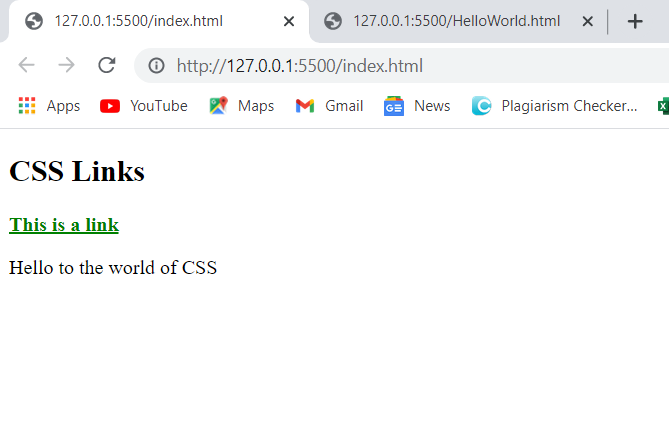 127.0.0.1:5500/index.html 127.0.0.1:5500/HelloWorld.html
http://127.0.0.1:5500/index.html
Apps YouTube Maps Gmail News Plagiarism Checker...
CSS Links
This is a link
Hello to the world of CSS